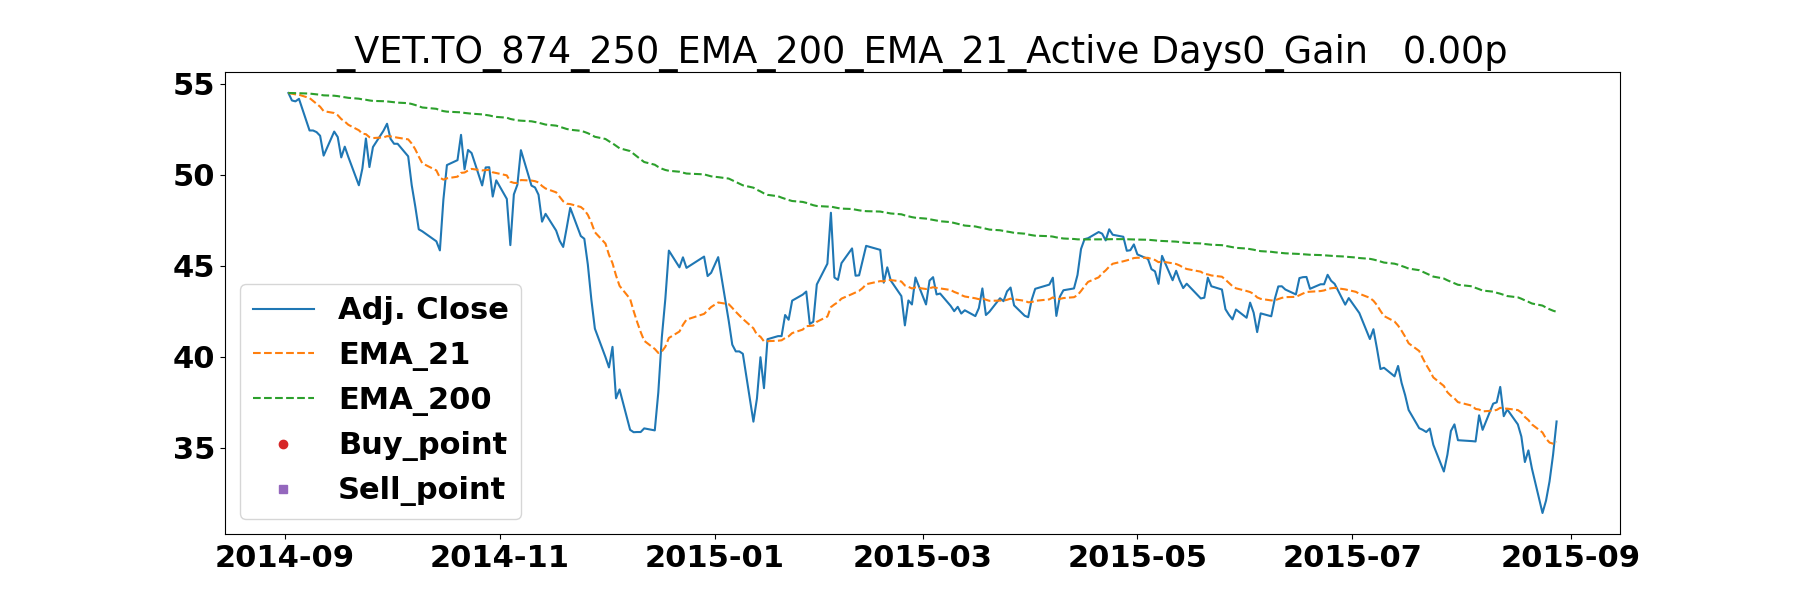 _VET.TO_874_250_EMA_200_EMA_21_Active Days0_Gain   0.00p
55
50
45
40
35
Adj. Close
EMA_21
EMA_200
Buy_point
Sell_point
2014-09 2014-11 2015-01 2015-03 2015-05 2015-07 2015-09